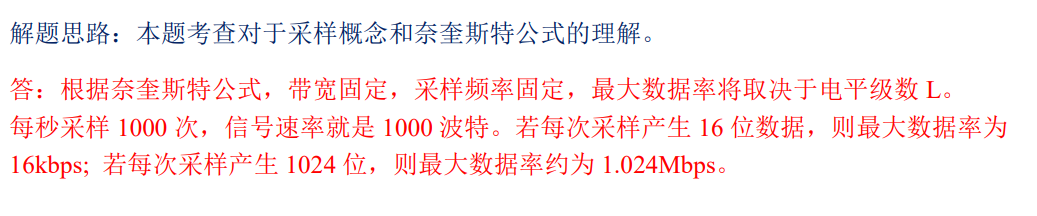 解题思路：本题考查对于采样概念和奈奎斯特公式的理解。
答：根据奈奎斯特公式，带宽固定，采样频率固定，最大数据率将取决于电平级数 L。
每秒采样 1000 次，信号速率就是 1000 波特。若每次采样产生 16 位数据，则最大数据率为
16kbps; 若每次采样产生 1024 位，则最大数据率约为 1.024Mbps。